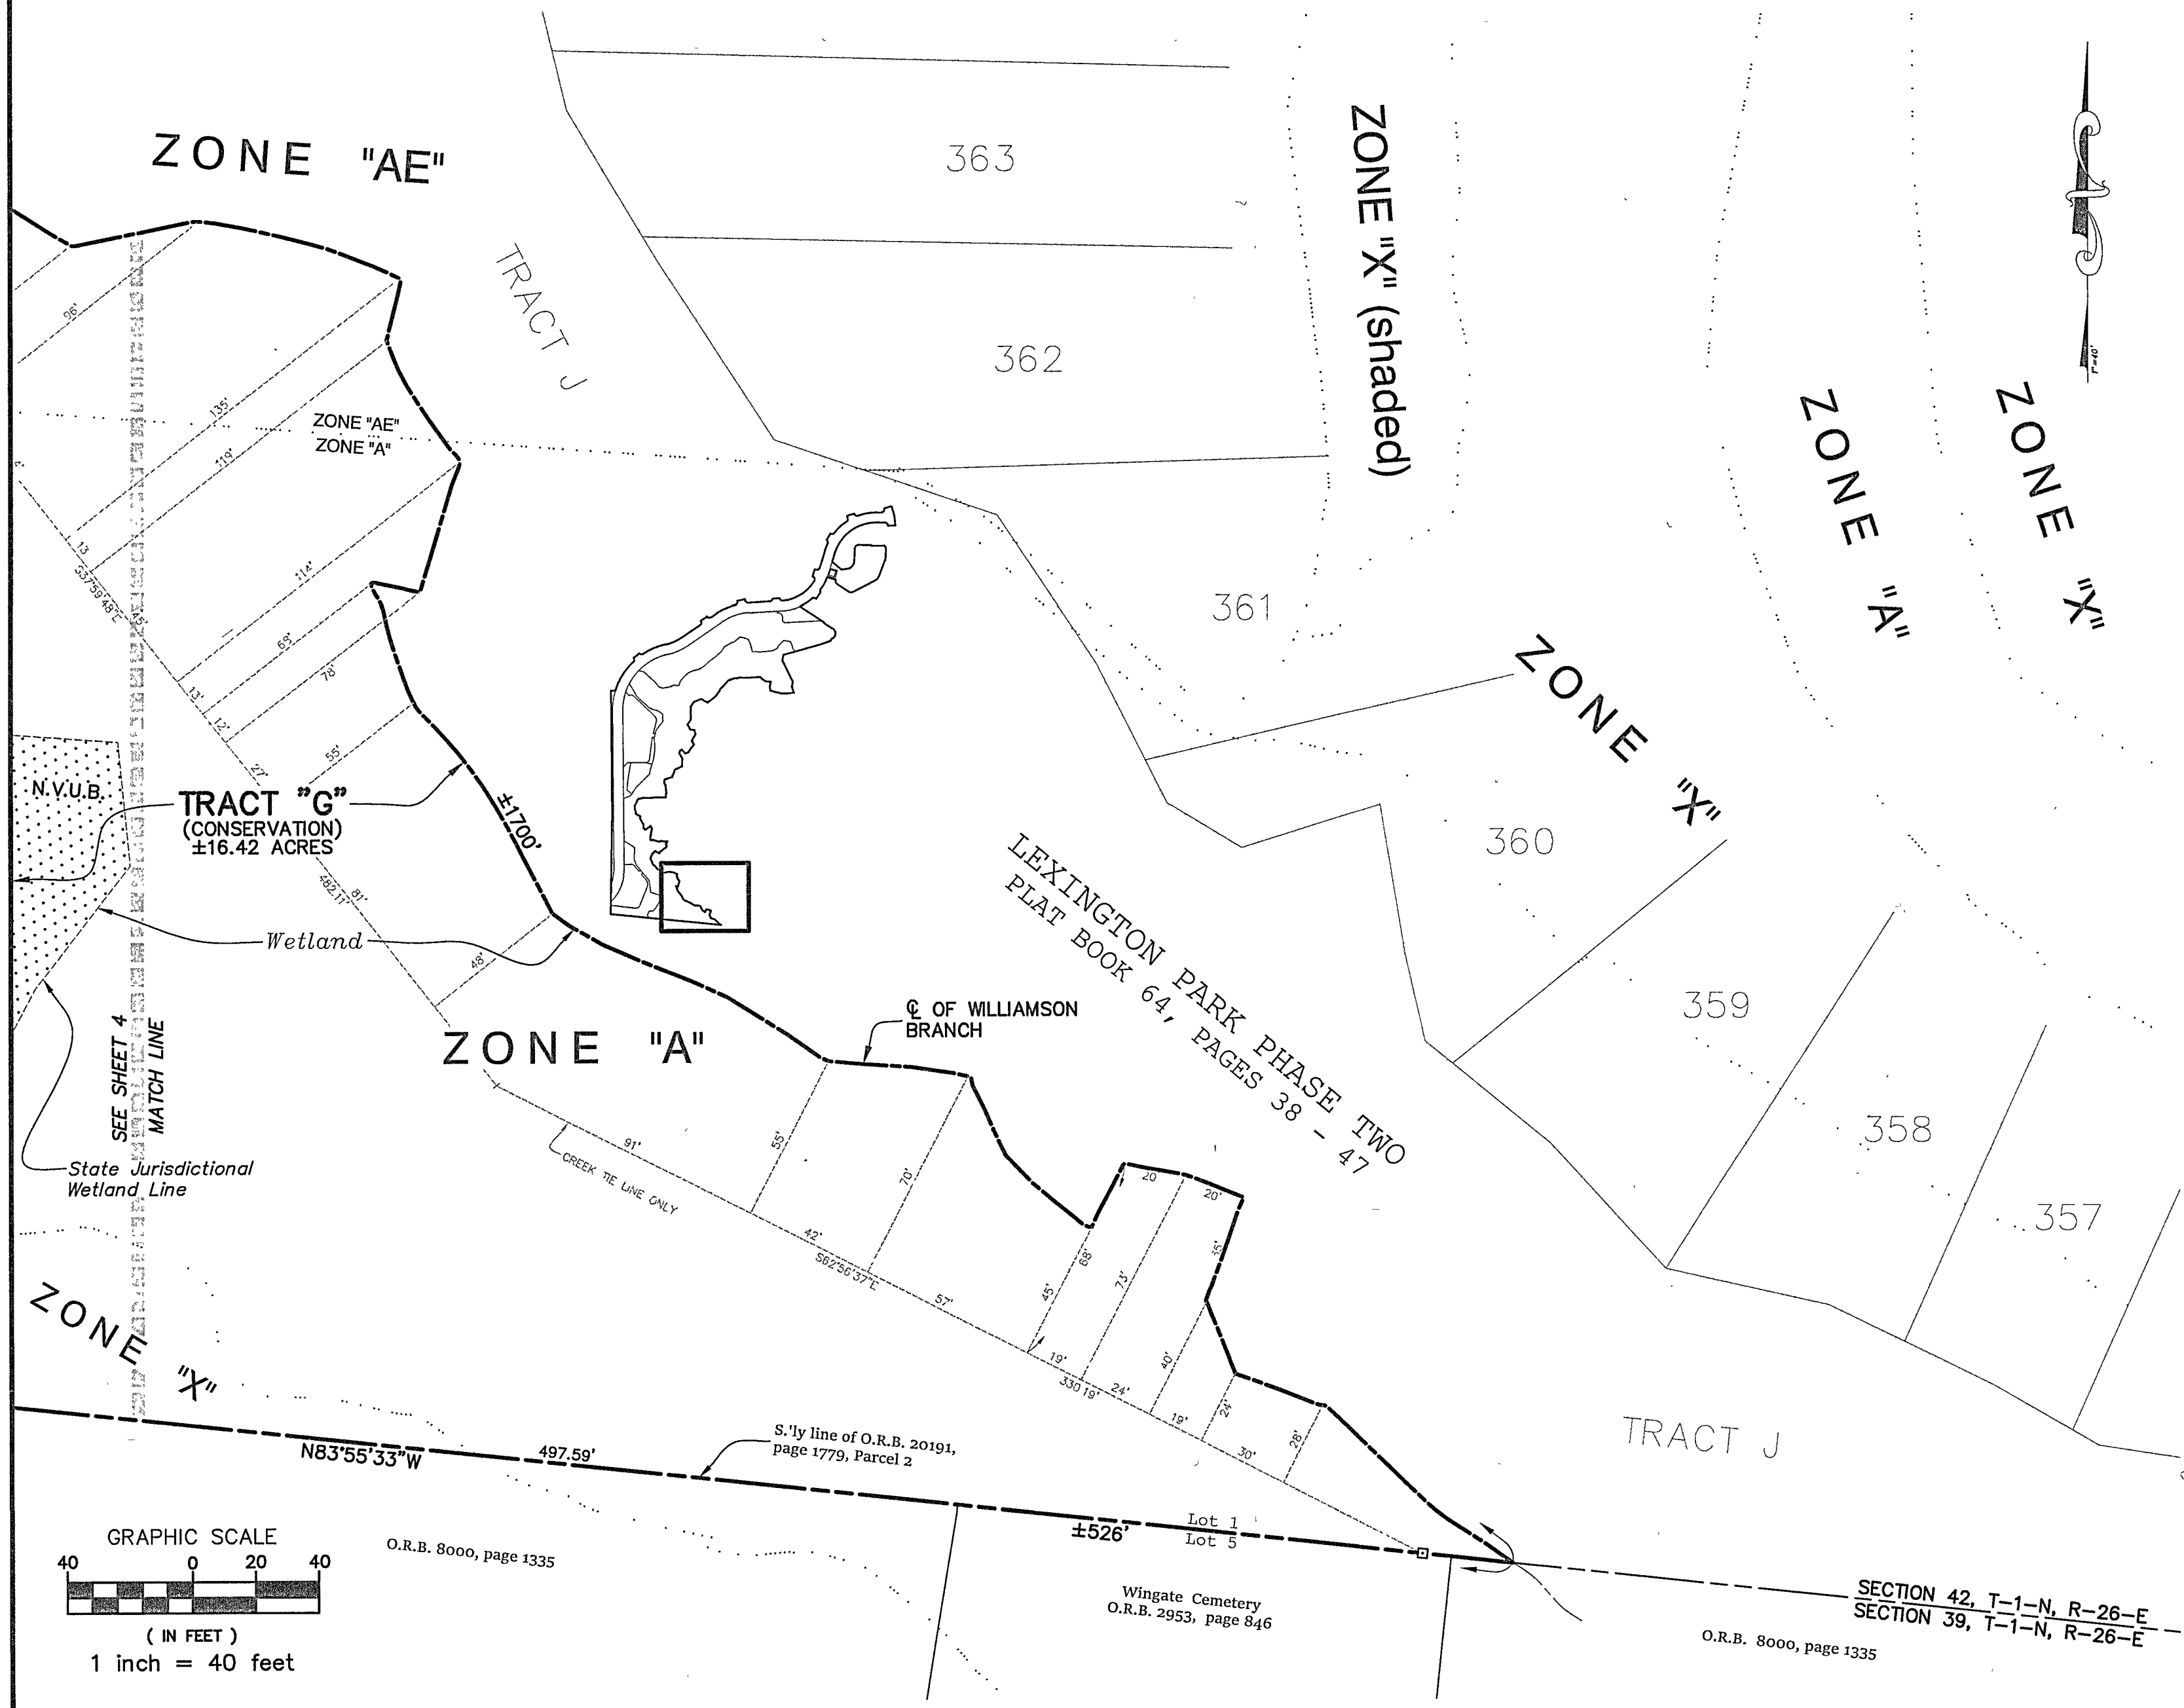 ZONE "AE"
363
ZONE "X" (shaded)
1"=40'
TRACT J
362
ZONE "A"
ZONE "X"
96'
135'
119'
ZONE "AE"
ZONE "A"
114'
13
68'
78'
13'
12'
27'
55'
361
ZONE "X"
N.V.U.B.
TRACT "G"
(CONSERVATION)
±16.42 ACRES
±1700'
81'
482.11'
360
LEXINGTON PARK PHASE TWO
PLAT BOOK 64, PAGES 38 - 47
Wetland
48'
359
℄ OF WILLIAMSON
BRANCH
ZONE "A"
SEE SHEET 4
MATCH LINE
State Jurisdictional
Wetland Line
91'
CREEK TIE LINE ONLY
55'
70'
42'
S62°56'37"E
57'
45'
68'
20
20'
73'
19'
330.19'
24'
40'
19'
24'
30'
28'
358
357
ZONE "X"
TRACT J
N83°55'33"W
497.59'
S.'ly line of O.R.B. 20191,
page 1779, Parcel 2
±526'
Lot 1
Lot 5
GRAPHIC SCALE
40 0 20 40
( IN FEET )
1 inch = 40 feet
O.R.B. 8000, page 1335
Wingate Cemetery
O.R.B. 2953, page 846
SECTION 42, T-1-N, R-26-E
SECTION 39, T-1-N, R-26-E
O.R.B. 8000, page 1335